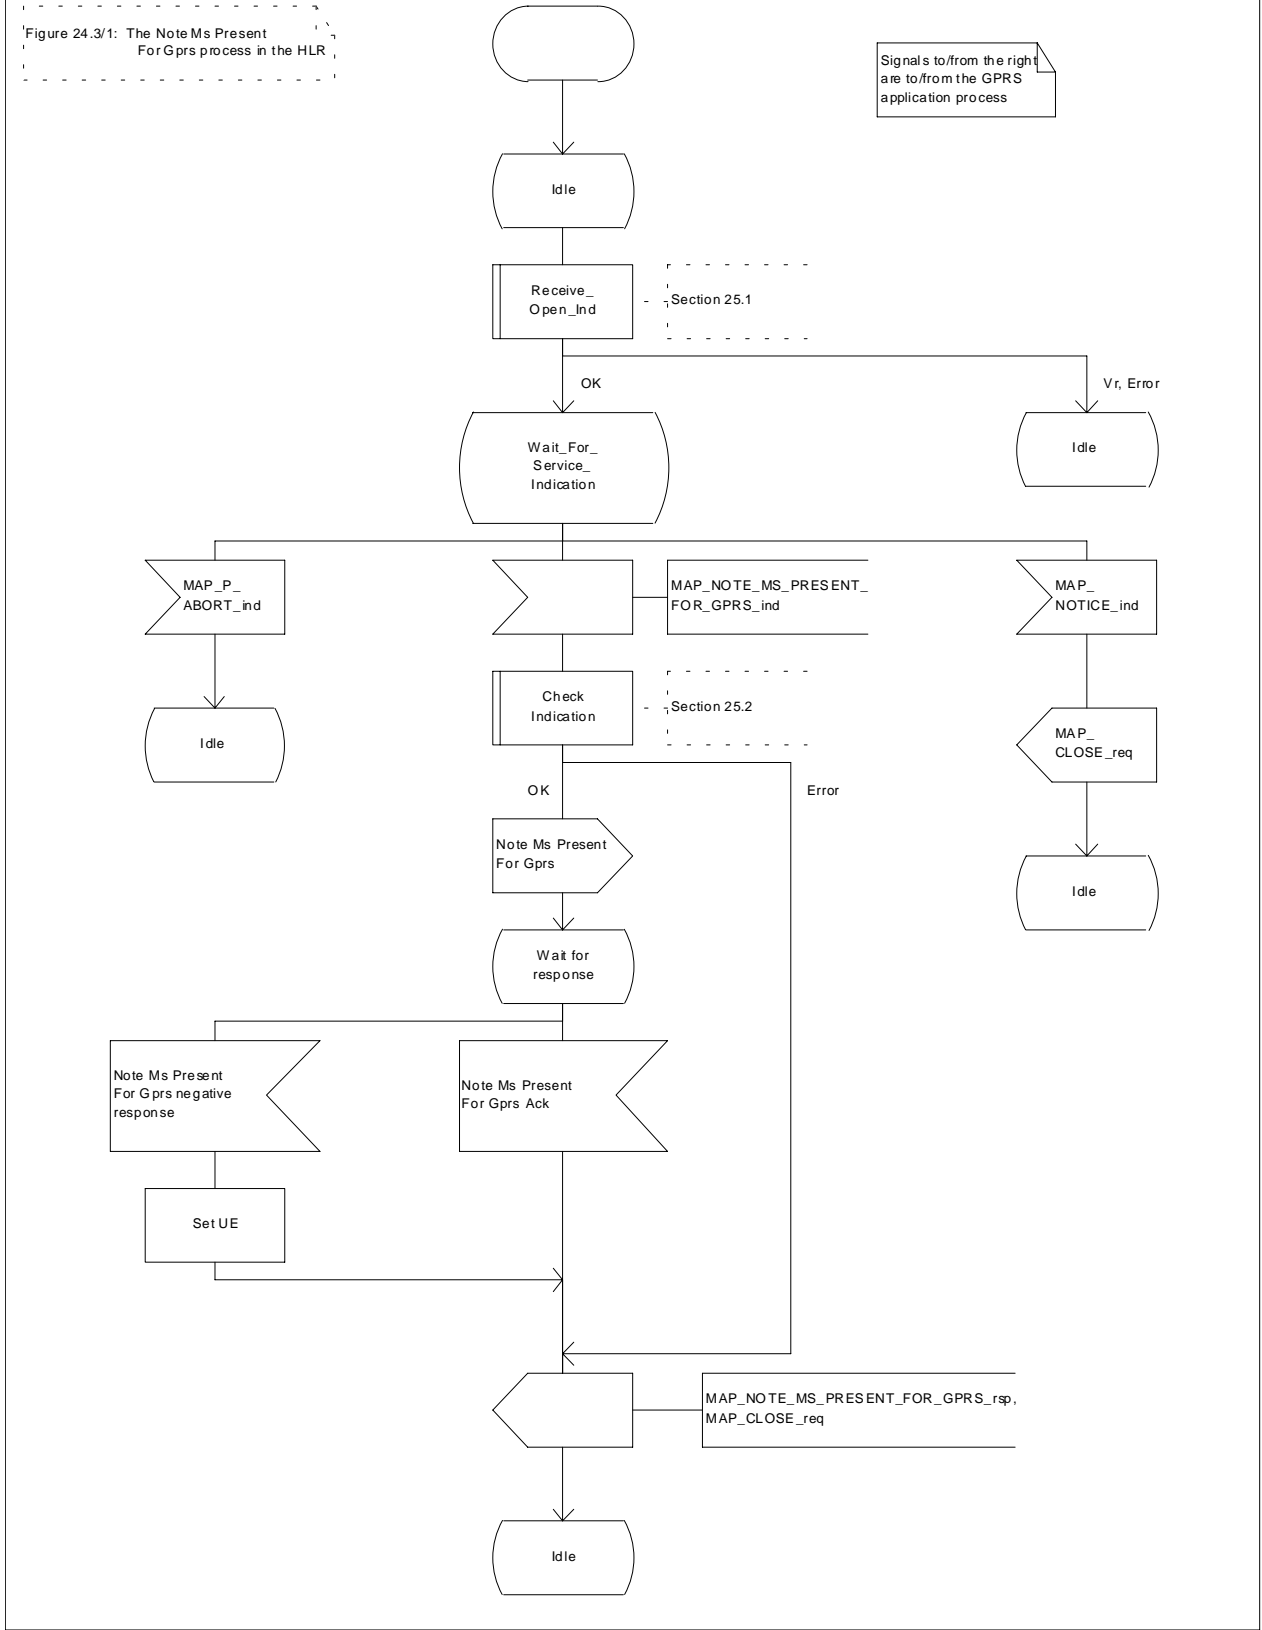 Figure 24.3/1: The Note Ms Present
For Gprs process in the HLR
Signals to/from the right
are to/from the GPRS
application process
Idle
Receive_
Open_Ind
Section 25.1
OK
Vr, Error
Wait_For_
Service_
Indication
Idle
MAP_P_
ABORT_ind
MAP_NOTE_MS_PRESENT_
FOR_GPRS_ind
MAP_
NOTICE_ind
Check
Indication
Section 25.2
Idle
MAP_
CLOSE_req
OK
Error
Note Ms Present
For Gprs
Idle
Wait for
response
Note Ms Present
For Gprs negative
response
Note Ms Present
For Gprs Ack
Set UE
MAP_NOTE_MS_PRESENT_FOR_GPRS_rsp,
MAP_CLOSE_req
Idle